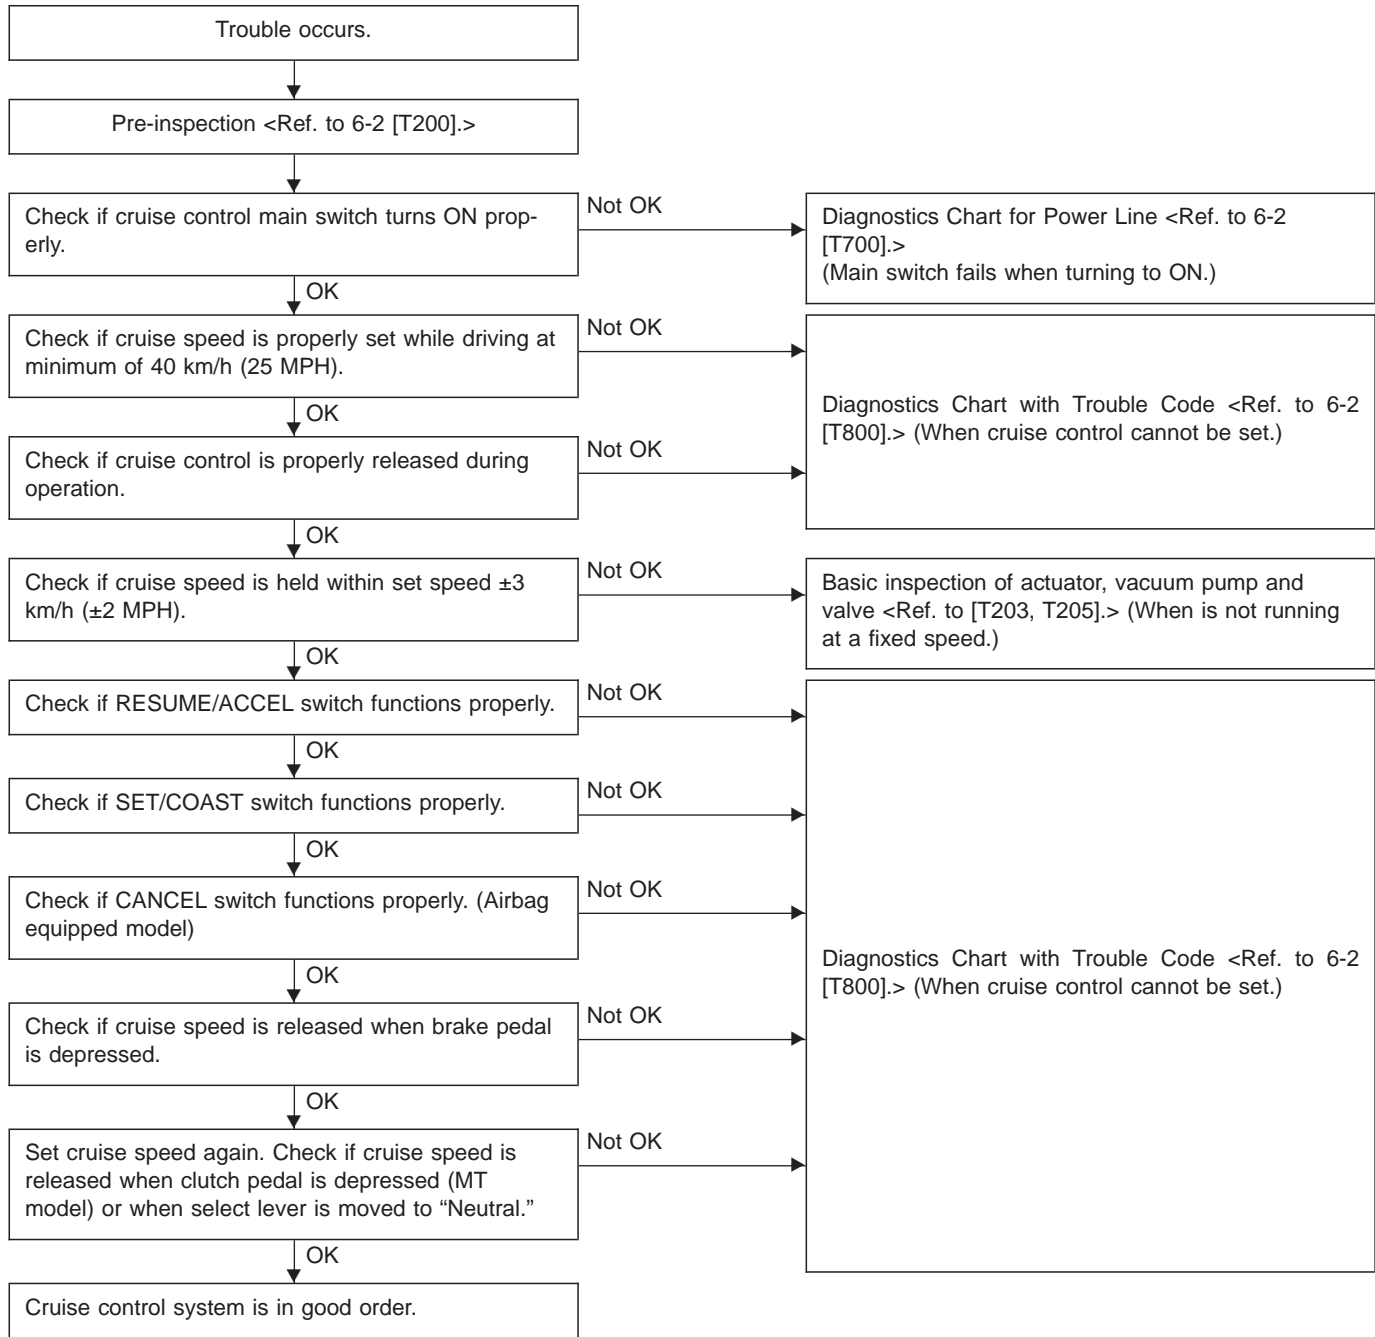 Trouble occurs.
Pre-inspection <Ref. to 6-2 [T200].>
Check if cruise control main switch turns ON prop-
erly.
Not OK
Diagnostics Chart for Power Line <Ref. to 6-2
[T700].>
(Main switch fails when turning to ON.)
OK
Check if cruise speed is properly set while driving at
minimum of 40 km/h (25 MPH).
Not OK
OK
Diagnostics Chart with Trouble Code <Ref. to 6-2
[T800].> (When cruise control cannot be set.)
Check if cruise control is properly released during
operation.
Not OK
OK
Check if cruise speed is held within set speed ±3
km/h (±2 MPH).
Not OK
Basic inspection of actuator, vacuum pump and
valve <Ref. to [T203, T205].> (When is not running
at a fixed speed.)
OK
Check if RESUME/ACCEL switch functions properly.
Not OK
OK
Check if SET/COAST switch functions properly.
Not OK
OK
Check if CANCEL switch functions properly. (Airbag
equipped model)
Not OK
Diagnostics Chart with Trouble Code <Ref. to 6-2
[T800].> (When cruise control cannot be set.)
OK
Check if cruise speed is released when brake pedal
is depressed.
Not OK
OK
Set cruise speed again. Check if cruise speed is
released when clutch pedal is depressed (MT
model) or when select lever is moved to “Neutral.”
Not OK
OK
Cruise control system is in good order.